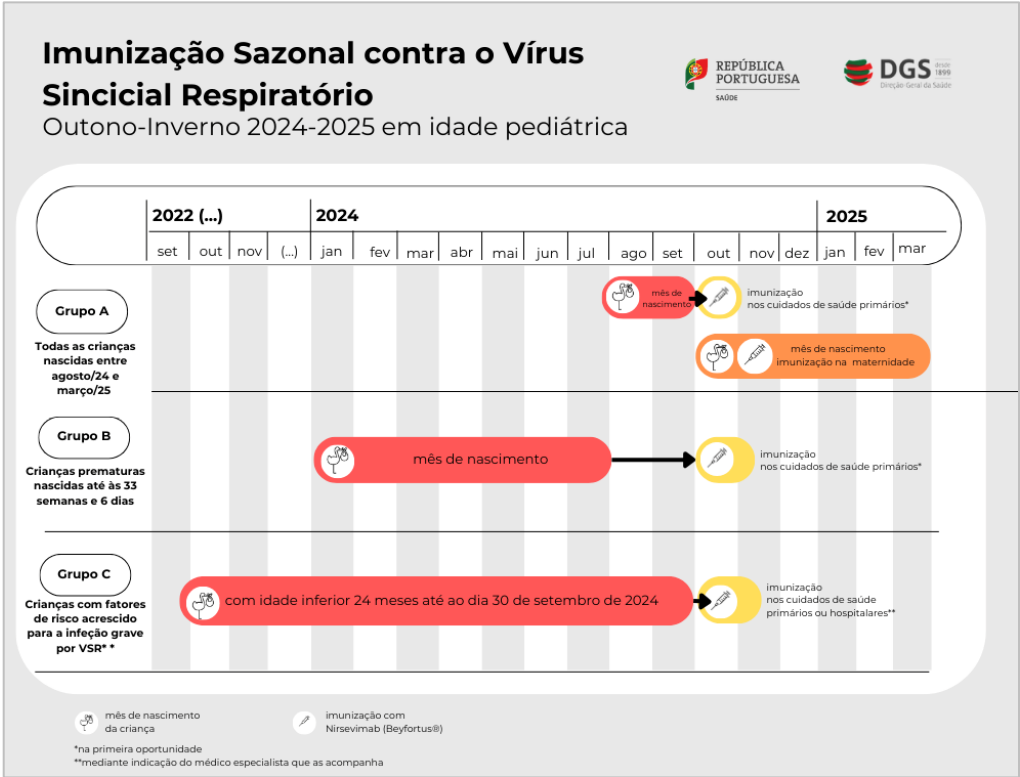 Imunização Sazonal contra o Vírus
Sincicial Respiratório
Outono-Inverno 2024-2025 em idade pediátrica
REPÚBLICA
PORTUGUESA
SAÚDE
DGS desde
1899
Direção-Geral da Saúde
2022 (...) 2024 2025
set out nov (...) jan fev mar abr mai jun jul ago set out nov dez jan fev mar
Grupo A
Todas as crianças
nascidas entre
agosto/24 e
março/25
mês de
nascimento
imunização
nos cuidados de saúde primários*
mês de nascimento
imunização na maternidade
Grupo B
Crianças prematuras
nascidas até às 33
semanas e 6 dias
mês de nascimento
imunização
nos cuidados de saúde primários*
Grupo C
Crianças com fatores
de risco acrescido
para a infeção grave
por VSR* *
com idade inferior 24 meses até ao dia 30 de setembro de 2024
imunização
nos cuidados de saúde
primários ou hospitalares**
mês de nascimento
da criança
imunização com
Nirsevimab (Beyfortus®)
*na primeira oportunidade
**mediante indicação do médico especialista que as acompanha